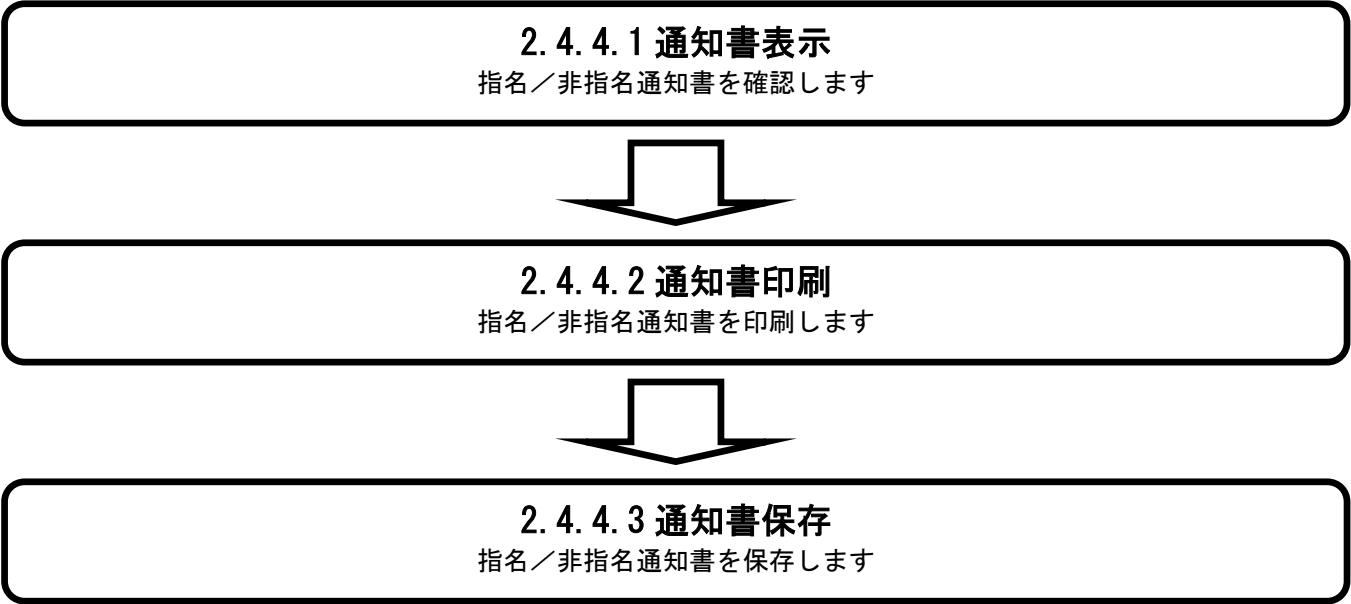 2.4.4.1通知書表示
指名／非指名通知書を確認します
2.4.4.2通知書印刷
指名／非指名通知書を印刷します
2.4.4.3通知書保存
指名／非指名通知書を保存します